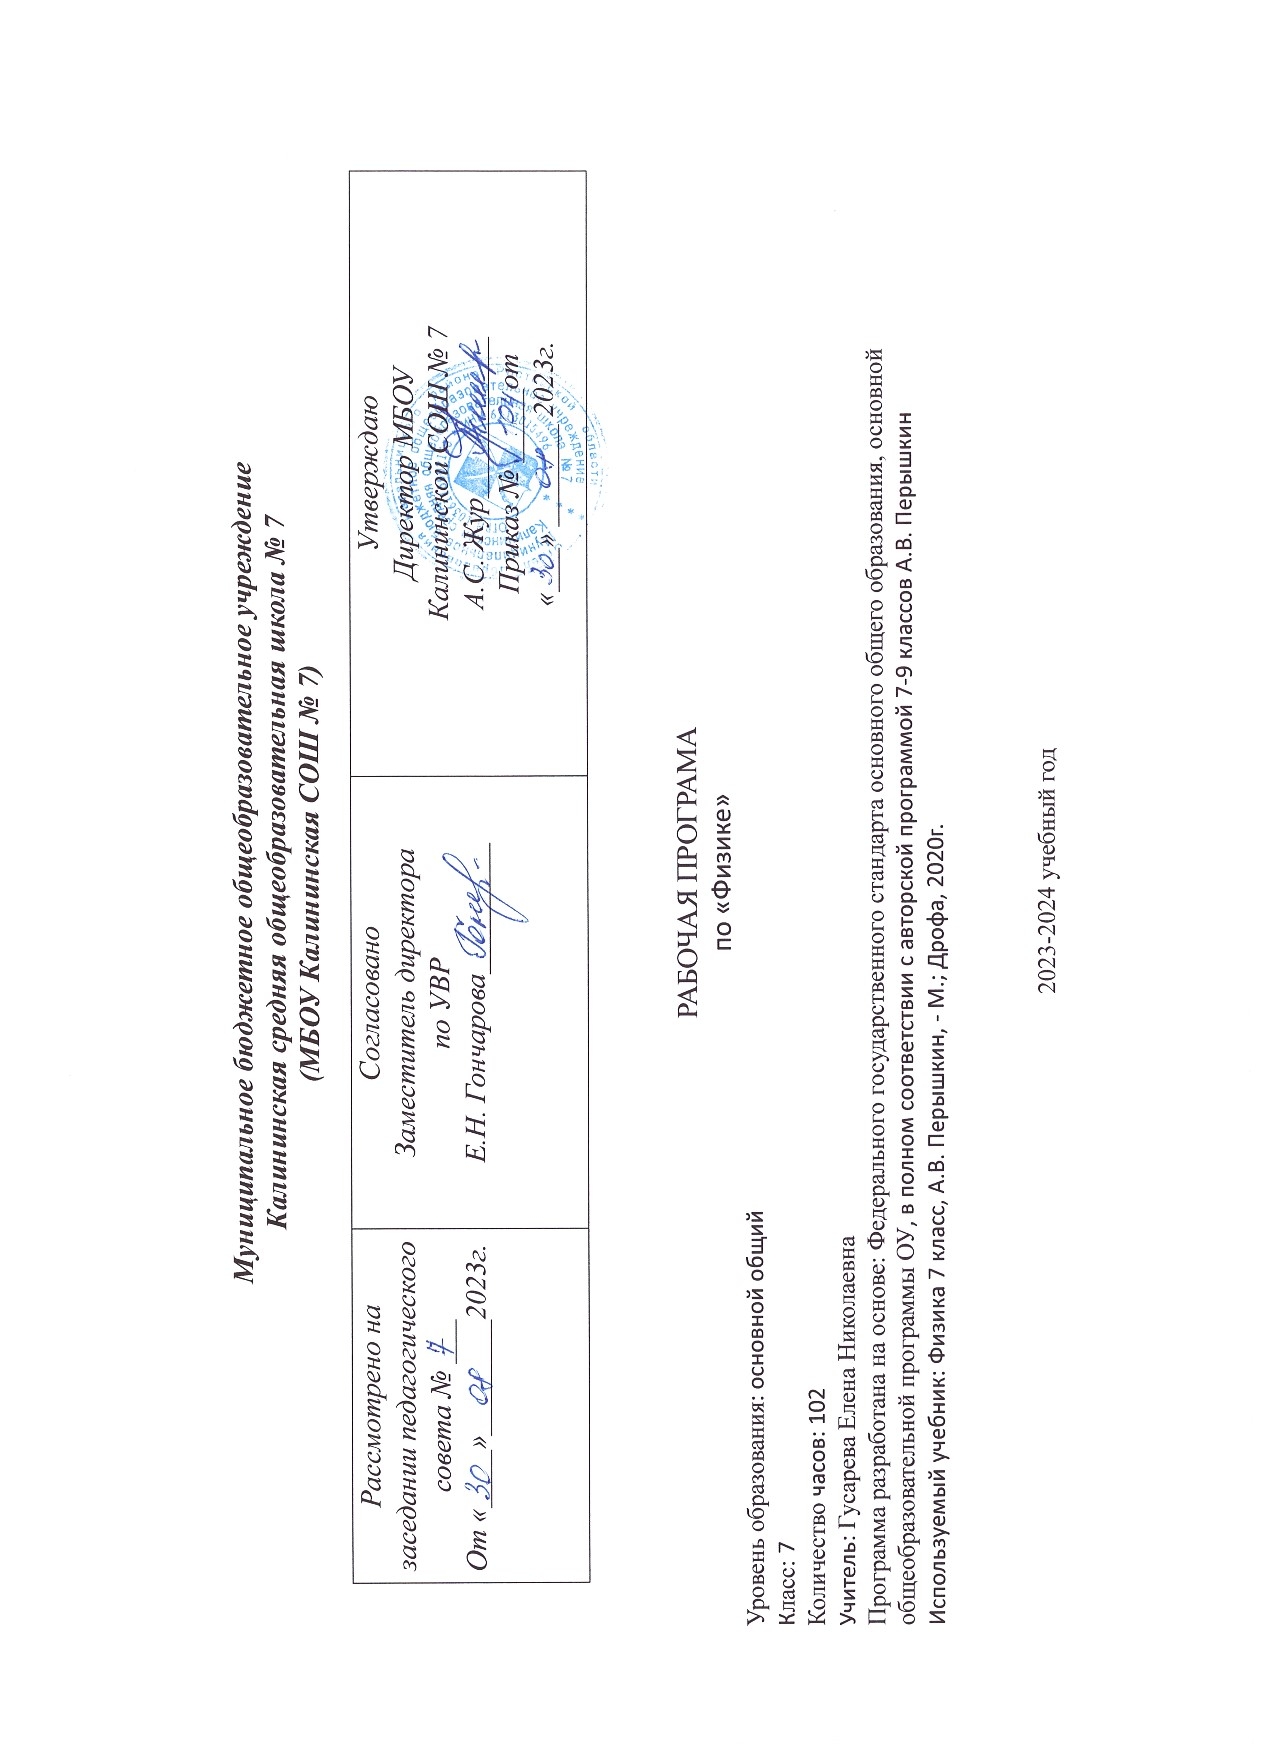 Муниципальное бюджетное общеобразовательное учреждение
Калининская средняя общеобразовательная школа № 7
(МБОУ Калининская СОШ № 7)
Рассмотрено на
заседании педагогического
совета № 7
От « 30 » 08 2023г.
Согласовано
Заместитель директора
по УВР
Е.Н. Гончарова
Утверждаю
Директор МБОУ
Калининской СОШ № 7
А.С. Жур
Приказ № от
« 30 » 08 2023г.
РАБОЧАЯ ПРОГРАММА
по «Физике»
Уровень образования: основной общий
Класс: 7
Количество часов: 102
Учитель: Гусарева Елена Николаевна
Программа разработана на основе: Федерального государственного стандарта основного общего образования, основной
общеобразовательной программы ОУ, в полном соответствии с авторской программой 7-9 классов А.В. Перышкин
Используемый учебник: Физика 7 класс, А.В. Перышкин, - М.; Дрофа, 2020г.
2023-2024 учебный год